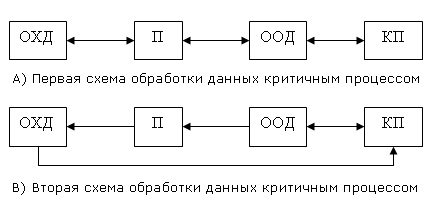 ОХД П ООД КП
А) Первая схема обработки данных критичным процессом
ОХД П ООД КП
В) Вторая схема обработки данных критичным процессом